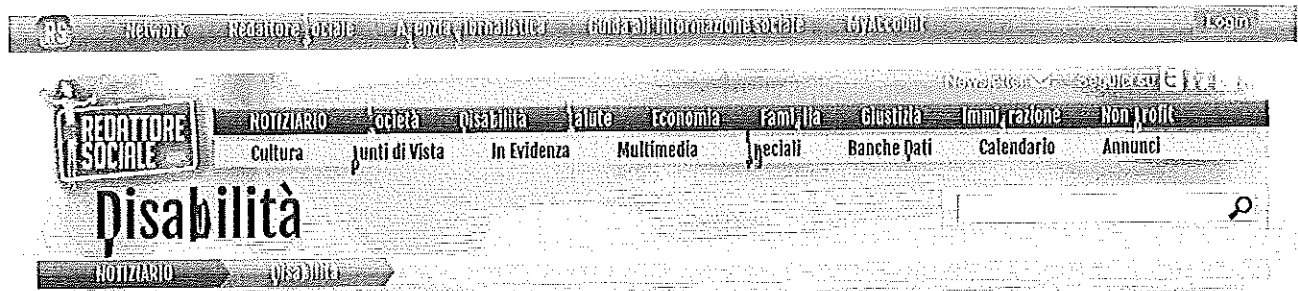 RS Network Redattore Sociale Agenzia giornalistica Guida all'informazione sociale MyAccount Login
Newsletter Seguici su
REDATTORE SOCIALE
NOTIZIARIO Società Disabilità Salute Economia Famiglia Giustizia Immigrazione Non profit
Cultura Punti di Vista In Evidenza Multimedia Speciali Banche Dati Calendario Annunci
Disabilità
NOTIZIARIO Disabilità